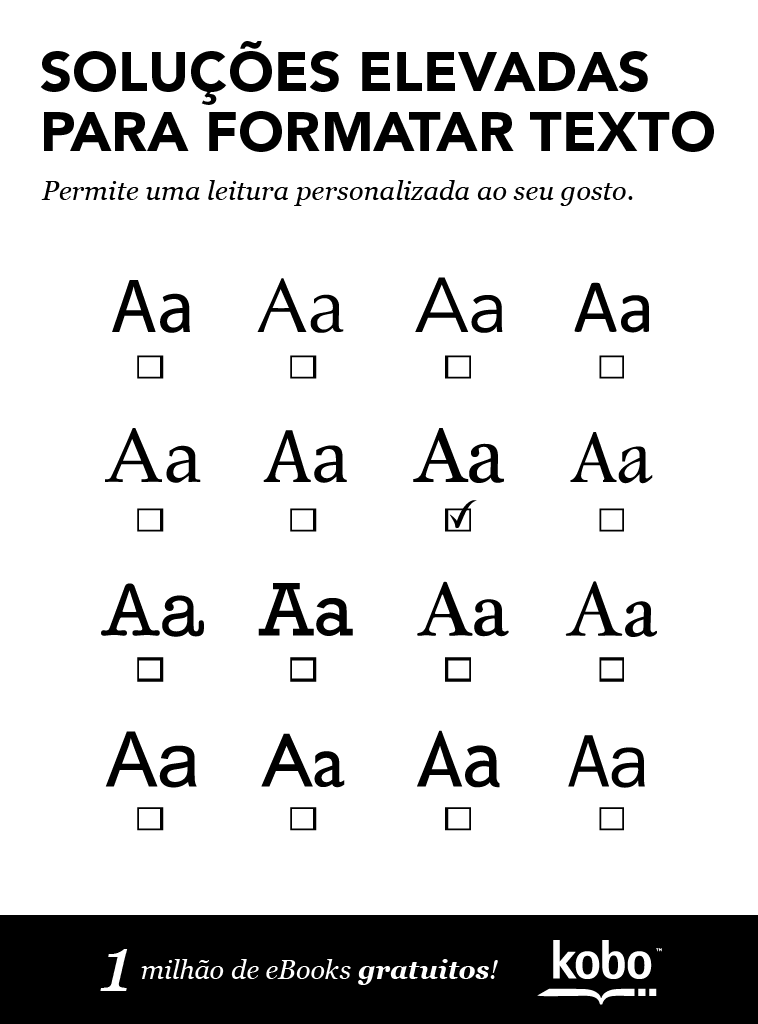 SOLUÇÕES ELEVADAS
PARA FORMATAR TEXTO
Permite uma leitura personalizada ao seu gosto.
Aa Aa Aa Aa
Aa Aa Aa Aa
Aa Aa Aa Aa
Aa Aa Aa Aa
1 milhão de eBooks gratuitos!
kobo™